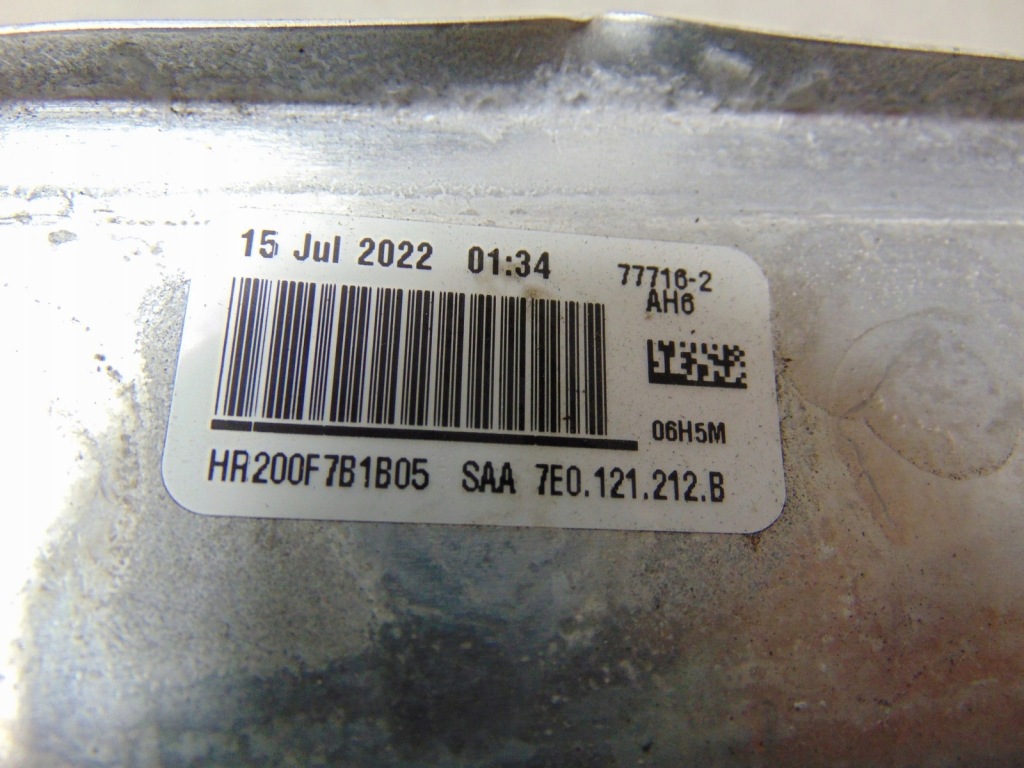 15 Jul 2022 01:34
77716-2
AH6
06H5M
HR200F7B1B05 SAA 7E0.121.212.B